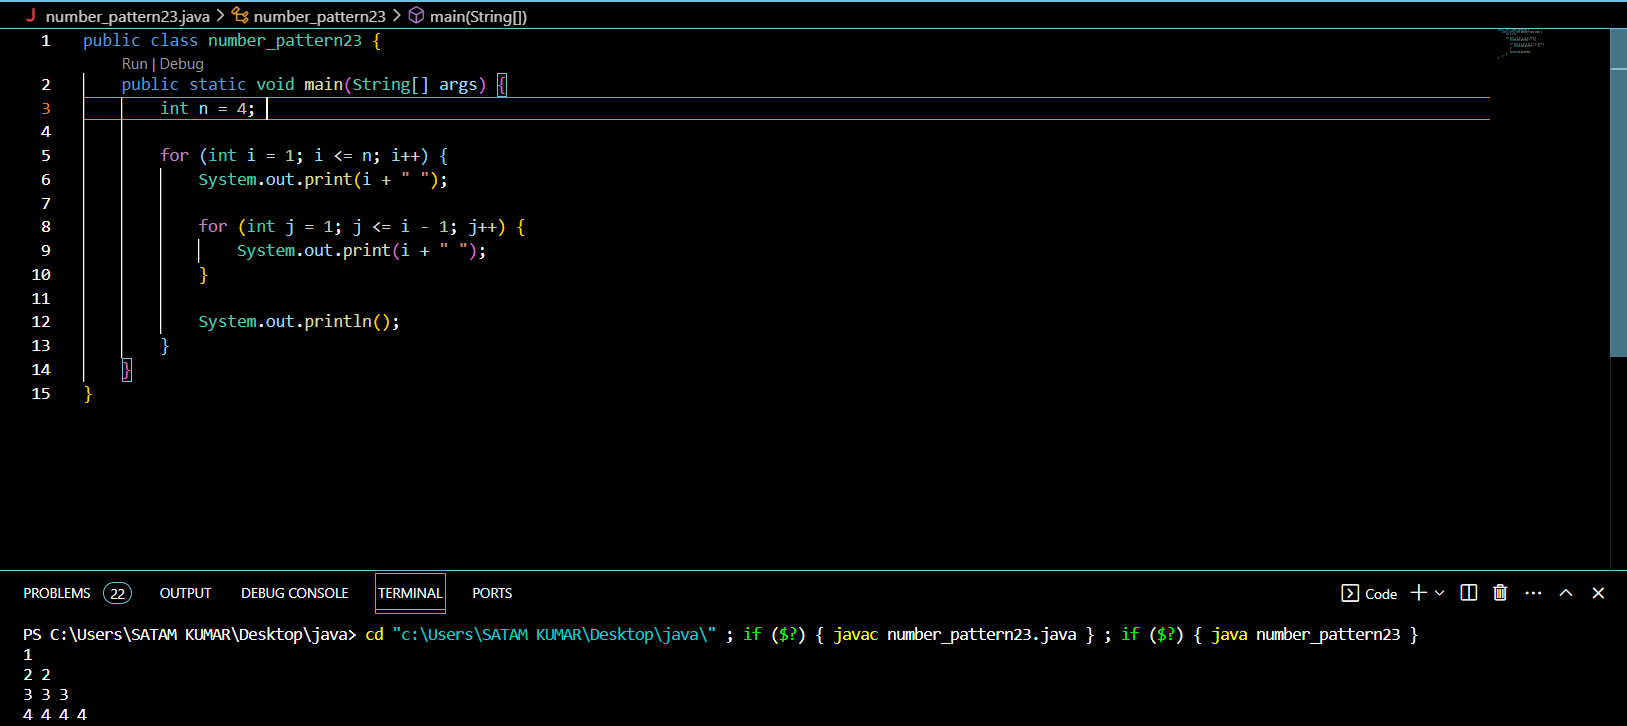 J number_pattern23.java > number_pattern23 > main(String[])
1 public class number_pattern23 {
Run | Debug
2 public static void main(String[] args) {
3 int n = 4;
4
5 for (int i = 1; i <= n; i++) {
6 System.out.print(i + " ");
7
8 for (int j = 1; j <= i - 1; j++) {
9 System.out.print(i + " ");
10 }
11
12 System.out.println();
13 }
14 }
15 }
PROBLEMS 22 OUTPUT DEBUG CONSOLE TERMINAL PORTS Code
PS C:\Users\SATAM KUMAR\Desktop\java> cd "c:\Users\SATAM KUMAR\Desktop\java\" ; if ($?) { javac number_pattern23.java } ; if ($?) { java number_pattern23 }
1
2 2
3 3 3
4 4 4 4